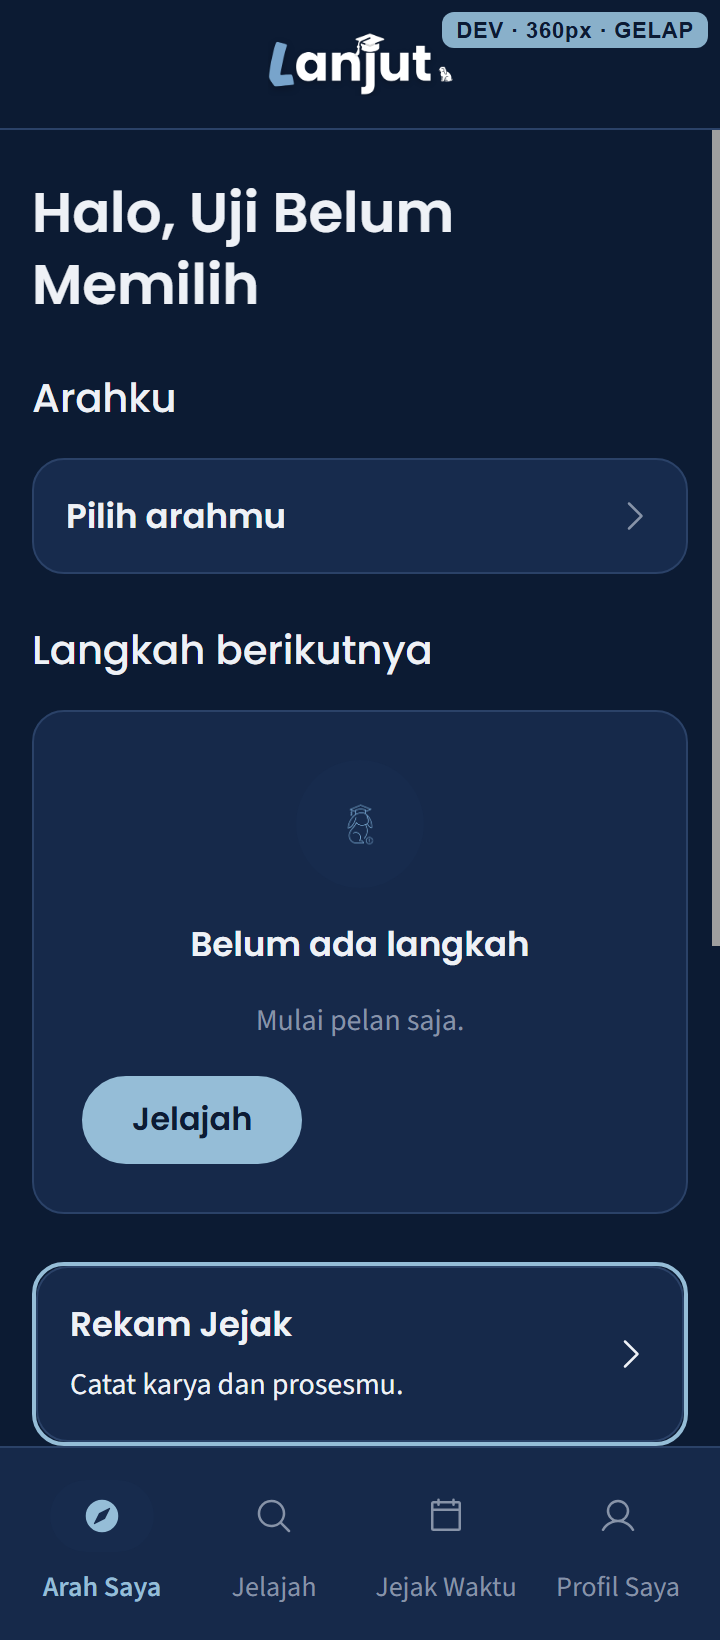 Lanjut
DEV · 360px · GELAP
Halo, Uji Belum
Memilih
Arahku
Pilih arahmu
Langkah berikutnya
Belum ada langkah
Mulai pelan saja.
Jelajah
Rekam Jejak
Catat karya dan prosesmu.
Arah Saya
Jelajah
Jejak Waktu
Profil Saya